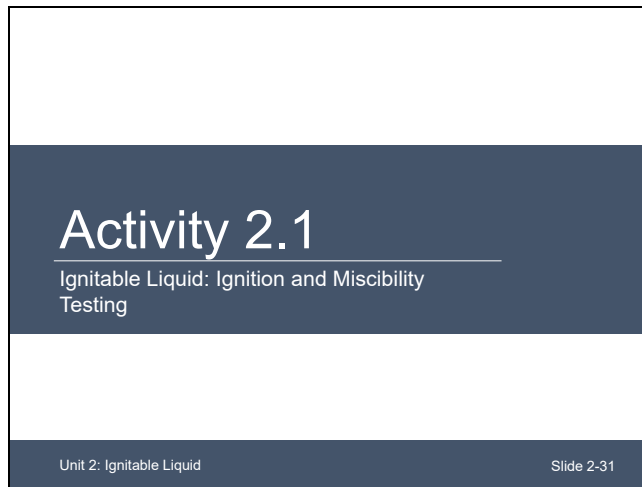 Activity 2.1
Ignitable Liquid: Ignition and Miscibility
Testing
Unit 2: Ignitable Liquid
Slide 2-31